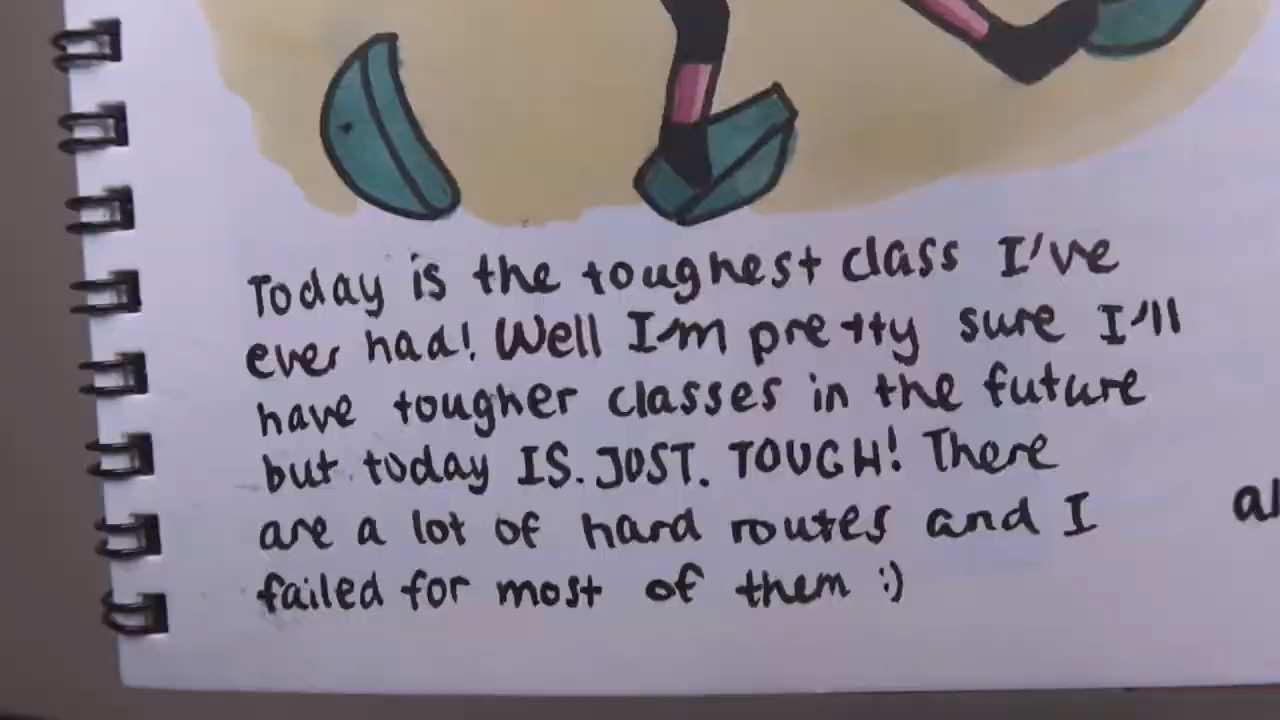 Today is the toughest class I've
ever had! Well I'm pretty sure I'll
have tougher classes in the future
but today IS. JUST. TOUGH! There
are a lot of hard routes and I
failed for most of them :)